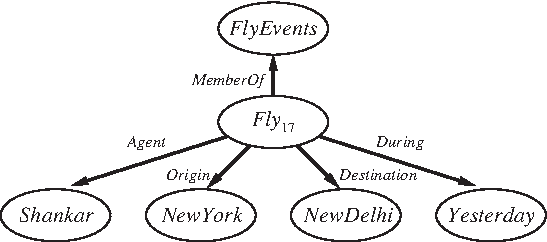 FlyEvents
MemberOf
Fly17
Agent
During
Origin
Destination
Shankar
NewYork
NewDelhi
Yesterday